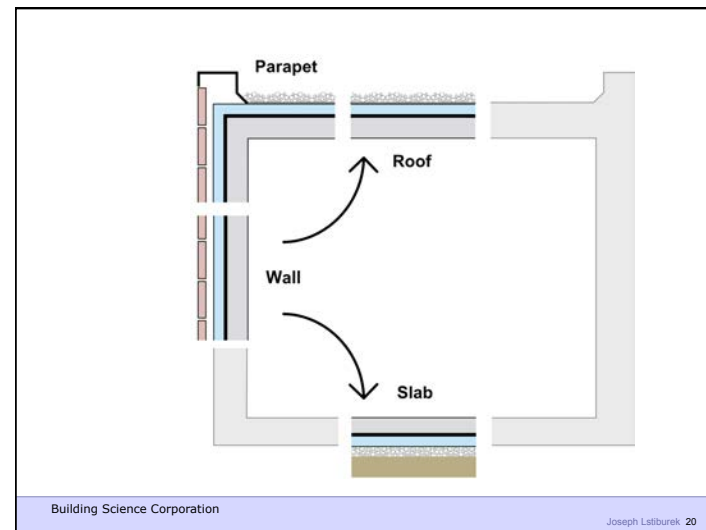 Parapet
Roof
Wall
Slab
Building Science Corporation
Joseph Lstiburek 20